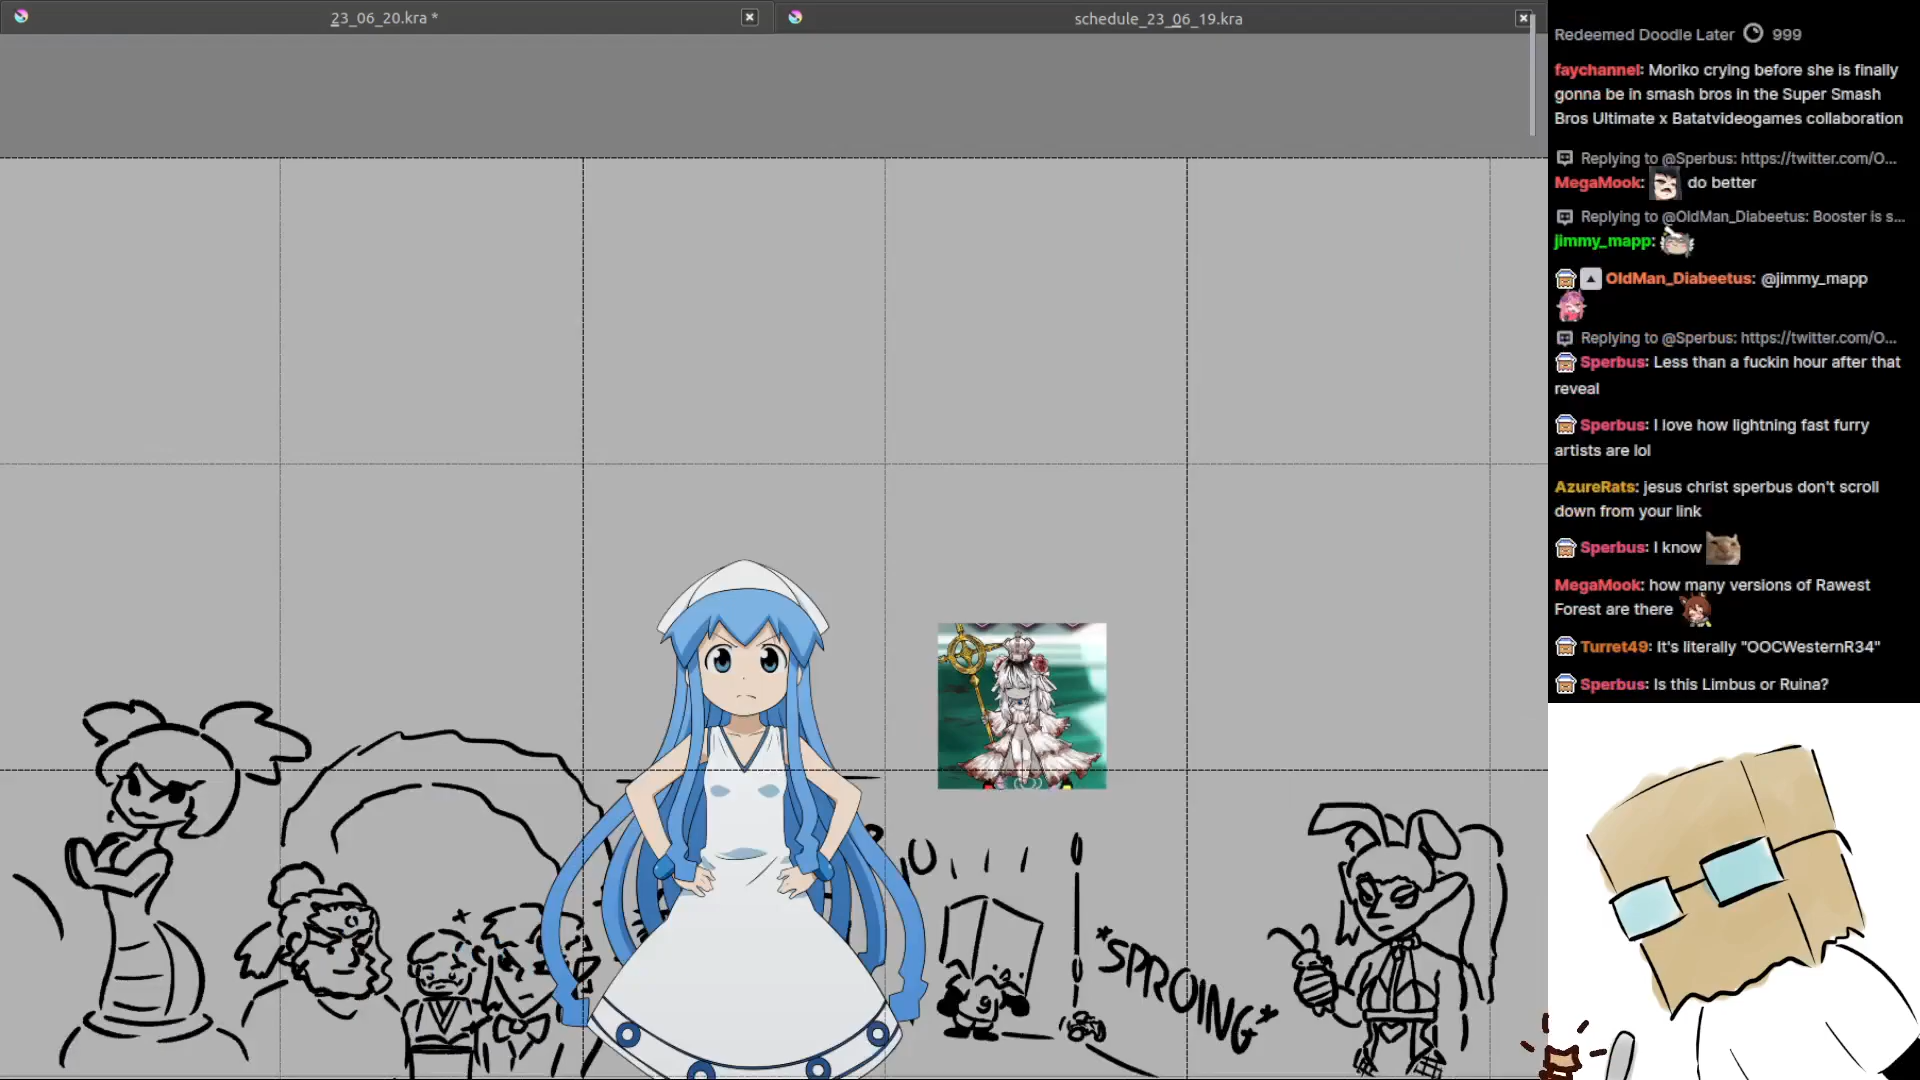 23_06_20.kra *
schedule_23_06_19.kra
Redeemed Doodle Later 999
faychannel: Moriko crying before she is finally
gonna be in smash bros in the Super Smash
Bros Ultimate x Batatvideogames collaboration
Replying to @Sperbus: https://twitter.com/O...
MegaMook: do better
Replying to @OldMan_Diabeetus: Booster is s...
jimmy_mapp:
OldMan_Diabeetus: @jimmy_mapp
Replying to @Sperbus: https://twitter.com/O...
Sperbus: Less than a fuckin hour after that
reveal
Sperbus: I love how lightning fast furry
artists are lol
AzureRats: jesus christ sperbus don't scroll
down from your link
Sperbus: I know
MegaMook: how many versions of Rawest
Forest are there
Turret49: It's literally "OOCWesternR34"
Sperbus: Is this Limbus or Ruina?
*SPROING*
9